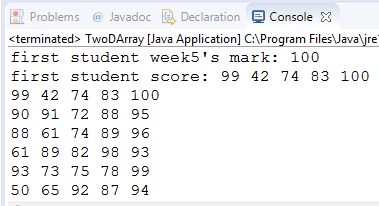 Problems @ Javadoc Declaration Console
<terminated> TwoDArray [Java Application] C:\Program Files\Java\jre7
first student week5's mark: 100
first student score: 99 42 74 83 100
99 42 74 83 100
90 91 72 88 95
88 61 74 89 96
61 89 82 98 93
93 73 75 78 99
50 65 92 87 94